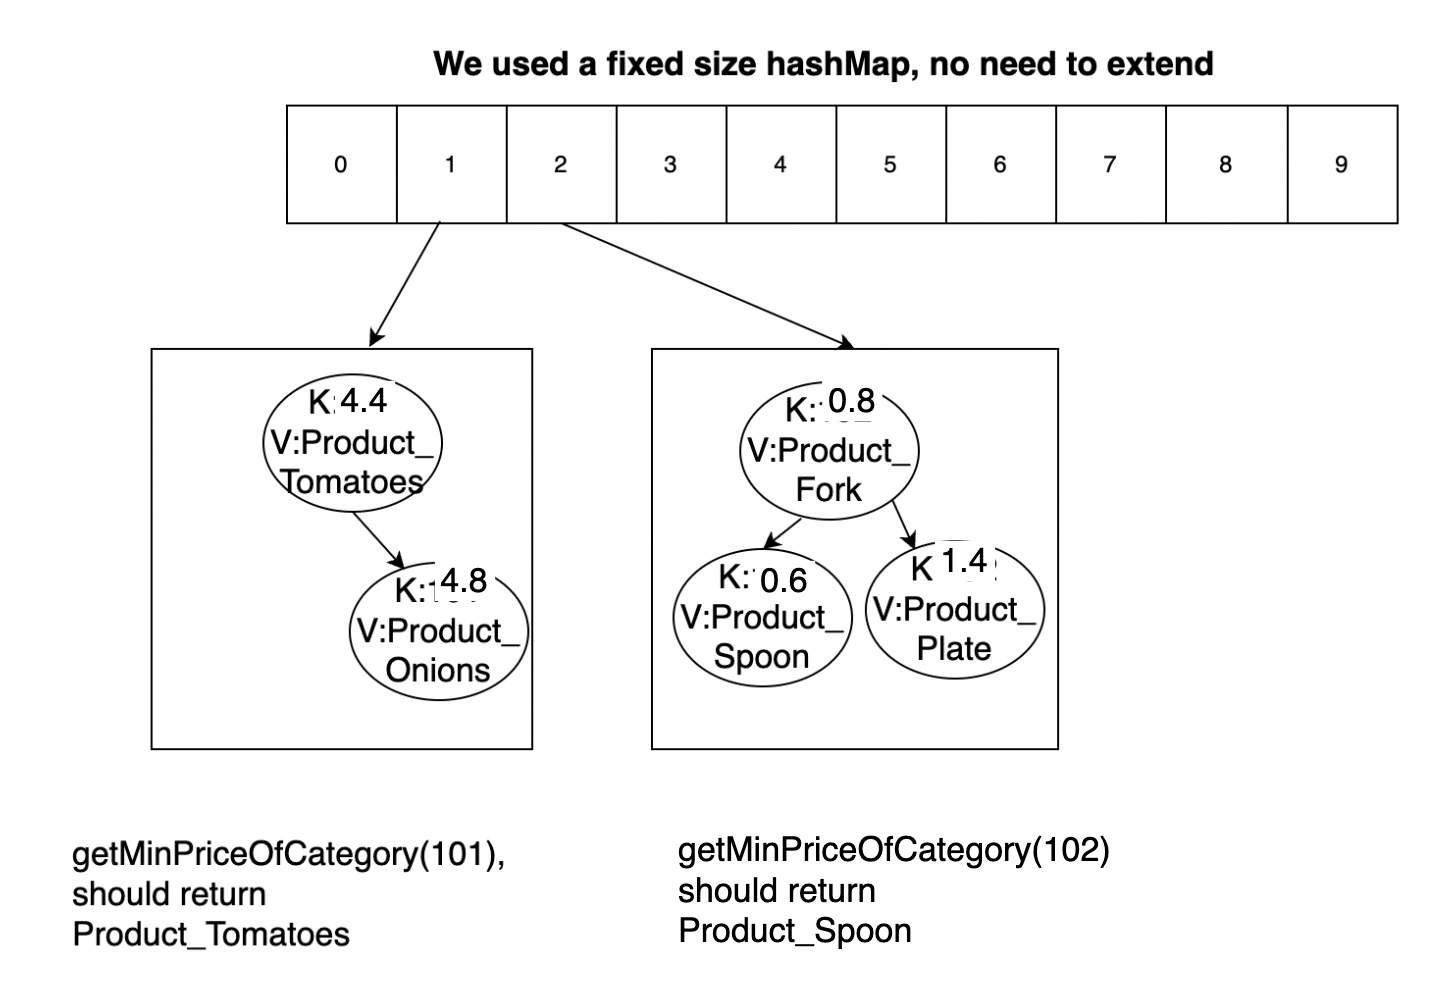 We used a fixed size hashMap, no need to extend
0 1 2 3 4 5 6 7 8 9
K: 4.4
V:Product_
Tomatoes
K: 4.8
V:Product_
Onions
K: 0.8
V:Product_
Fork
K: 0.6
V:Product_
Spoon
K 1.4
V:Product_
Plate
getMinPriceOfCategory(101),
should return
Product_Tomatoes
getMinPriceOfCategory(102)
should return
Product_Spoon